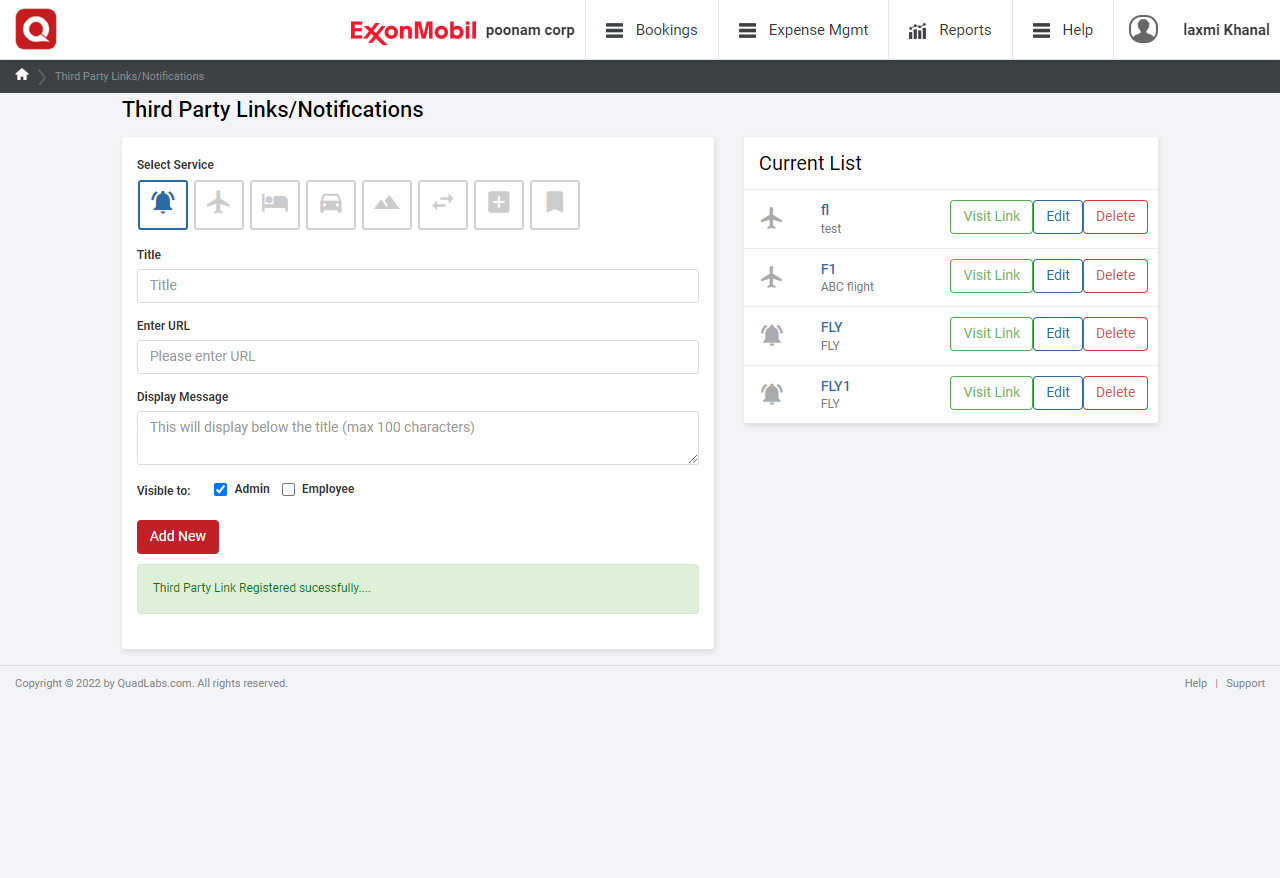 Q ExxonMobil poonam corp Bookings Expense Mgmt Reports Help laxmi Khanal
Third Party Links/Notifications
Third Party Links/Notifications
Select Service
Title
Title
Enter URL
Please enter URL
Display Message
This will display below the title (max 100 characters)
Visible to: Admin Employee
Add New
Third Party Link Registered sucessfully....
Current List
fl
test
Visit Link Edit Delete
F1
ABC flight
Visit Link Edit Delete
FLY
FLY
Visit Link Edit Delete
FLY1
FLY
Visit Link Edit Delete
Copyright © 2022 by QuadLabs.com. All rights reserved.
Help | Support